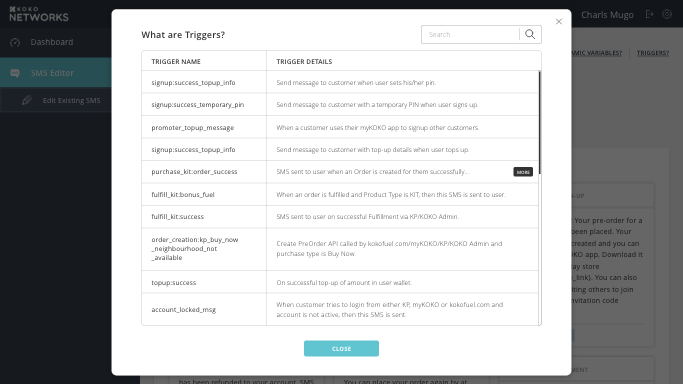 KOKO
NETWORKS
Charls Mugo
Dashboard
SMS Editor
Edit Existing SMS
AMIC VARIABLES?
TRIGGERS?
What are Triggers?
Search
TRIGGER NAME TRIGGER DETAILS
signup:success_topup_info Send message to customer when user sets his/her pin.
signup:success_temporary_pin Send message to customer with a temporary PIN when user signs up.
promoter_topup_message When a customer uses their myKOKO app to signup other customers.
signup:success_topup_info Send message to customer with top-up details when user tops up.
purchase_kit:order_success SMS sent to user when an Order is created for them successfully. MORE
fulfill_kit:bonus_fuel When an order is fulfilled and Product Type is KIT, then this SMS is sent to user.
fulfill_kit:success SMS sent to user on successful Fulfillment via KP/KOKO Admin.
order_creation:kp_buy_now
_neighbourhood_not
_available
Create PreOrder API called by kokofuel.com/myKOKO/KP/KOKO Admin and
purchase type is Buy Now.
topup:success On successful top-up of amount in user wallet.
account_locked_msg
When customer tries to login from either KP, myKOKO or kokofuel.com and
account is not active, then this SMS is sent.
CLOSE
-UP
Your pre-order for a
been placed. Your
created and you can
KO app. Download it
ay store
_link). You can also
iting others to join
nvitation code
MENT
has been refunded to your account. SMS
You can place your order again by at